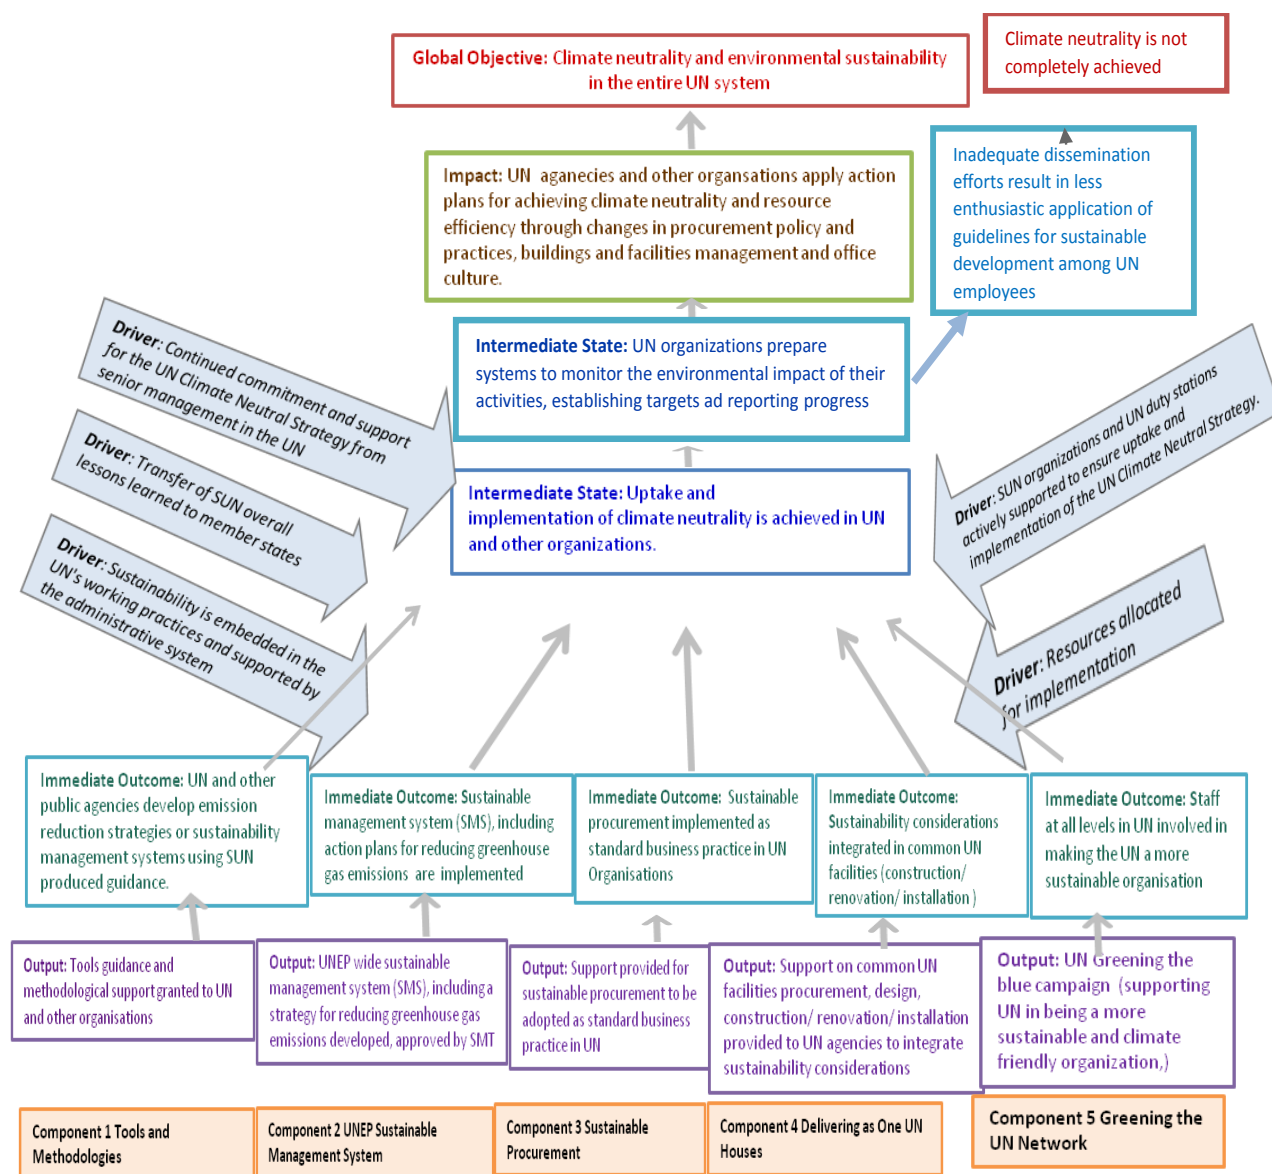 Global Objective: Climate neutrality and environmental sustainability
in the entire UN system
Climate neutrality is not
completely achieved
Impact: UN aganecies and other organsations apply action
plans for achieving climate neutrality and resource
efficiency through changes in procurement policy and
practices, buildings and facilities management and office
culture.
Inadequate dissemination
efforts result in less
enthusiastic application of
guidelines for sustainable
development among UN
employees
Intermediate State: UN organizations prepare
systems to monitor the environmental impact of their
activities, establishing targets ad reporting progress
Driver: Continued commitment and support
for the UN Climate Neutral Strategy from
senior management in the UN
Driver: Transfer of SUN overall
lessons learned to member states
Driver: Sustainability is embedded in the
UN's working practices and supported by
the administrative system
Intermediate State: Uptake and
implementation of climate neutrality is achieved in UN
and other organizations.
Driver: SUN organizations and UN duty stations
actively supported to ensure uptake and
implementation of the UN Climate Neutral Strategy.
Driver: Resources allocated
for implementation
Immediate Outcome: UN and other
public agencies develop emission
reduction strategies or sustainability
management systems using SUN
produced guidance.
Immediate Outcome: Sustainable
management system (SMS), including
action plans for reducing greenhouse
gas emissions are implemented
Immediate Outcome: Sustainable
procurement implemented as
standard business practice in UN
Organisations
Immediate Outcome:
Sustainability considerations
integrated in common UN
facilities (construction/
renovation/ installation )
Immediate Outcome: Staff
at all levels in UN involved in
making the UN a more
sustainable organisation
Output: Tools guidance and
methodological support granted to UN
and other organisations
Output: UNEP wide sustainable
management system (SMS), including a
strategy for reducing greenhouse gas
emissions developed, approved by SMT
Output: Support provided for
sustainable procurement to be
adopted as standard business
practice in UN
Output: Support on common UN
facilities procurement, design,
construction/ renovation/ installation
provided to UN agencies to integrate
sustainability considerations
Output: UN Greening the
blue campaign (supporting
UN in being a more
sustainable and climate
friendly organization,)
Component 1 Tools and
Methodologies
Component 2 UNEP Sustainable
Management System
Component 3 Sustainable
Procurement
Component 4 Delivering as One UN
Houses
Component 5 Greening the
UN Network